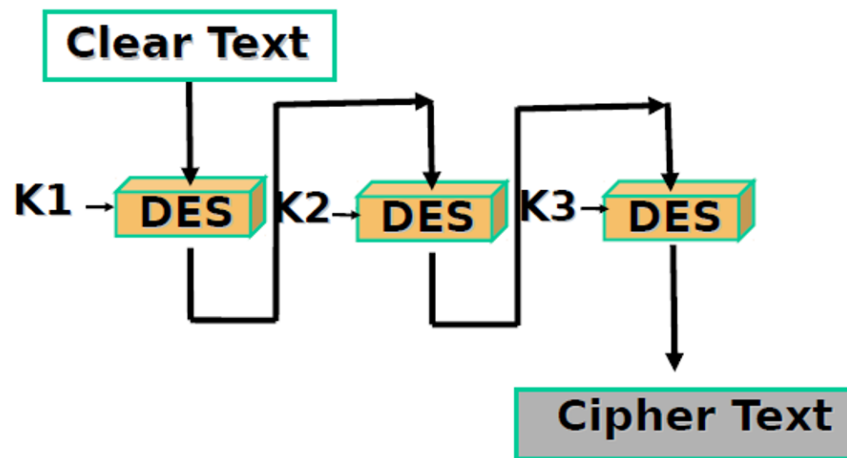 Clear Text
K1
DES
K2
DES
K3
DES
Cipher Text